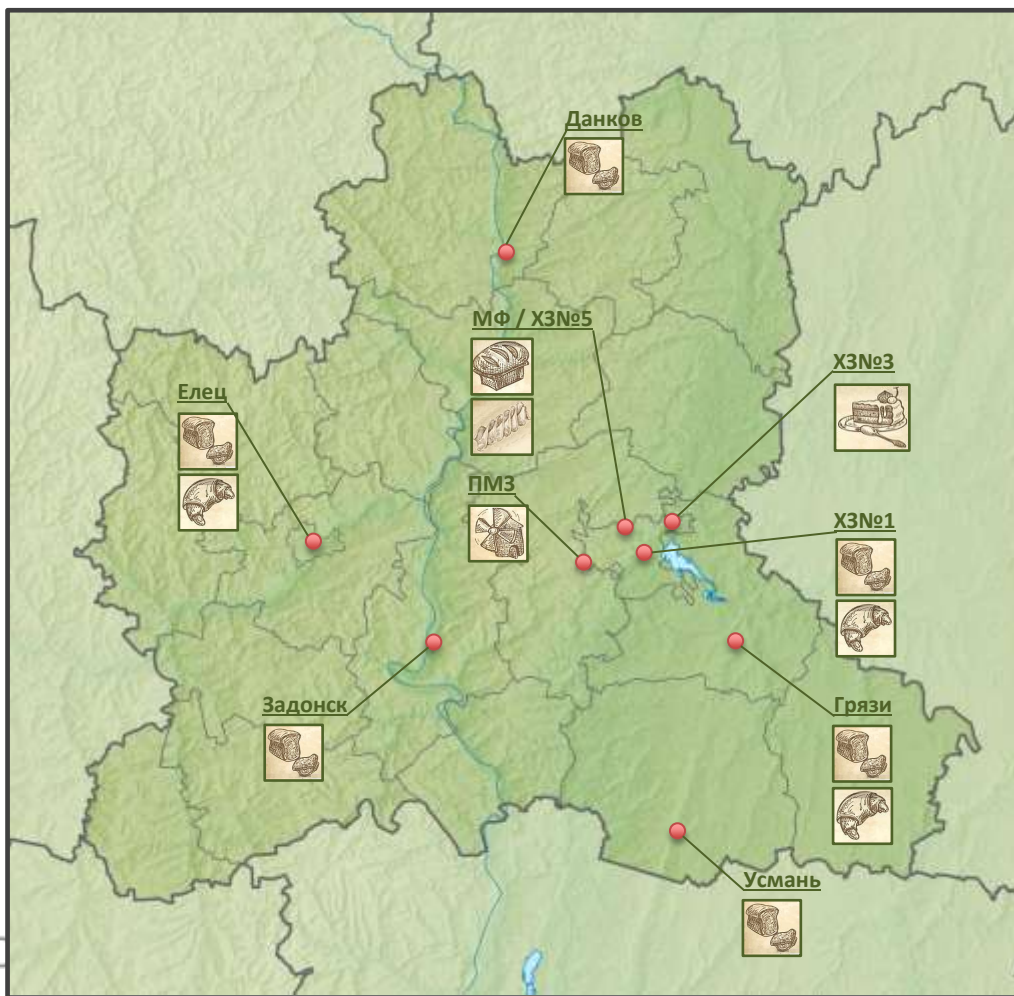 Данков
МФ / ХЗ№5
ХЗ№3
Елец
ПМЗ
ХЗ№1
Задонск
Грязи
Усмань